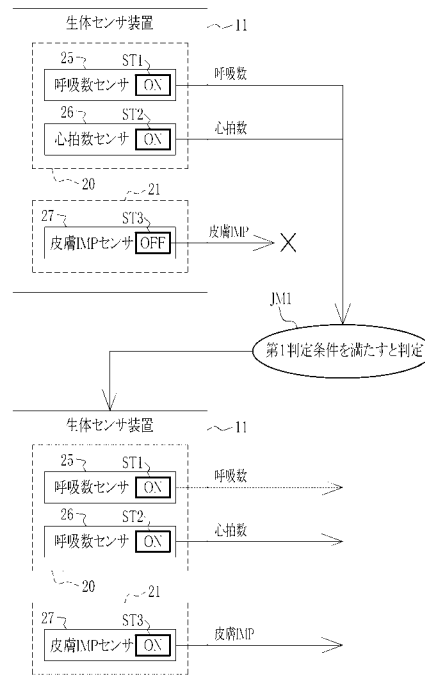 生体センサ装置
11
25
ST1
呼吸数センサ ON
呼吸数
26
ST2
心拍数センサ ON
心拍数
20
21
27
ST3
皮膚IMPセンサ OFF
皮膚IMP
JM1
第1判定条件を満たすと判定
生体センサ装置
11
25
ST1
呼吸数センサ ON
呼吸数
26
ST2
呼吸数センサ ON
心拍数
20
21
27
ST3
皮膚IMPセンサ ON
皮膚IMP